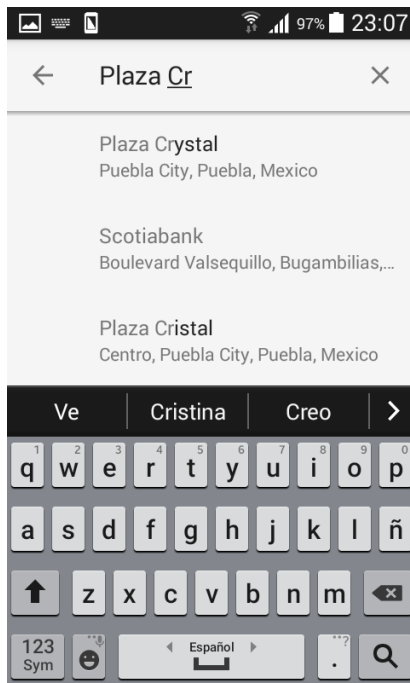 97% 23:07
Plaza Cr
Plaza Crystal
Puebla City, Puebla, Mexico
Scotiabank
Boulevard Valsequillo, Bugambilias,...
Plaza Cristal
Centro, Puebla City, Puebla, Mexico
Ve Cristina Creo
1 2 3 4 5 6 7 8 9 0
q w e r t y u i o p
a s d f g h j k l ñ
z x c v b n m
123 Español . ?
Sym